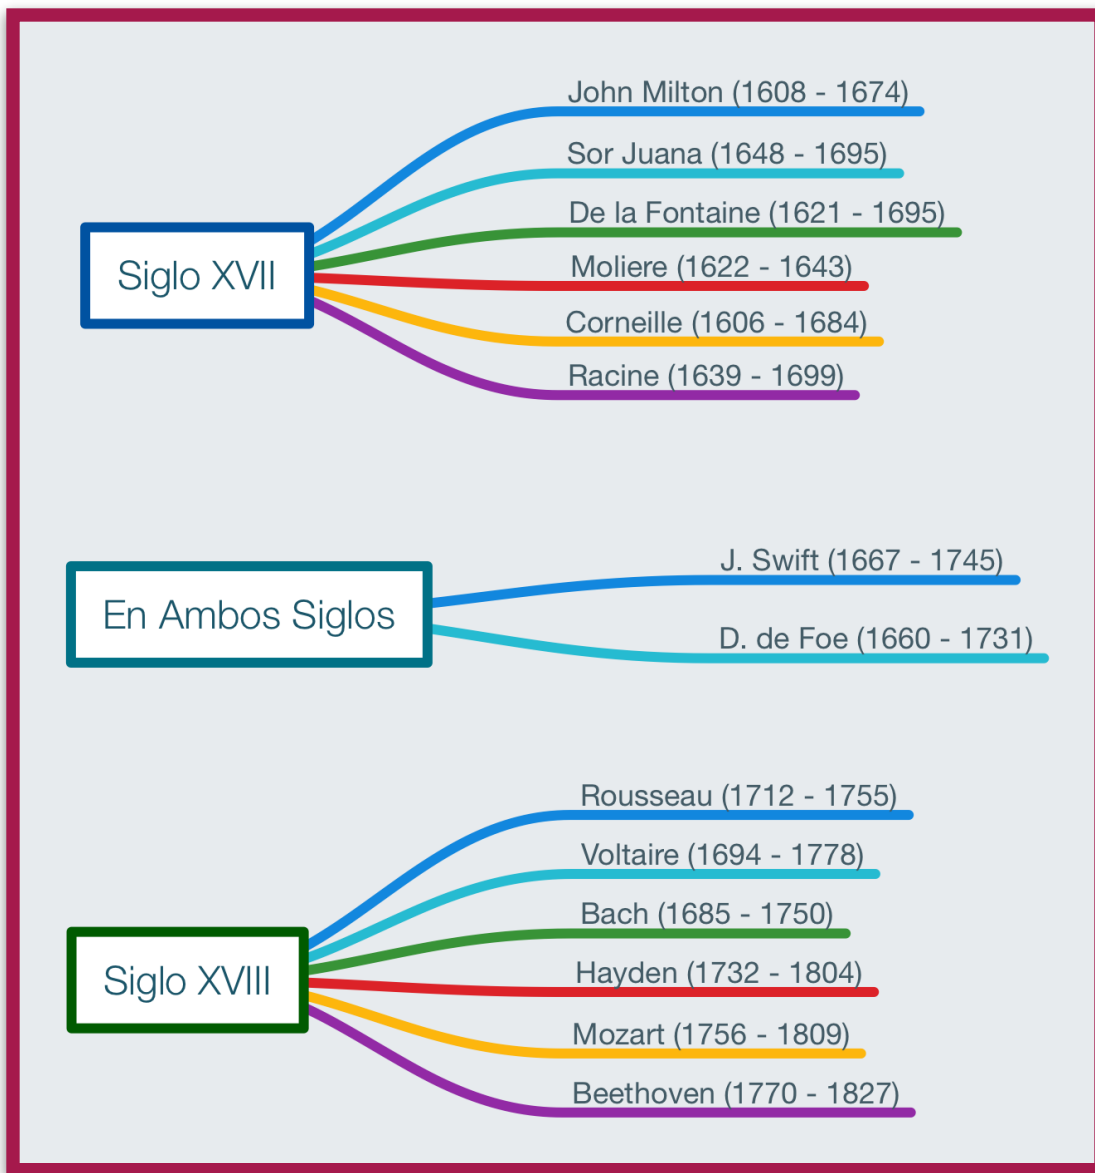 John Milton (1608 - 1674)
Sor Juana (1648 - 1695)
De la Fontaine (1621 - 1695)
Siglo XVII
Moliere (1622 - 1643)
Corneille (1606 - 1684)
Racine (1639 - 1699)
J. Swift (1667 - 1745)
En Ambos Siglos
D. de Foe (1660 - 1731)
Rousseau (1712 - 1755)
Voltaire (1694 - 1778)
Bach (1685 - 1750)
Siglo XVIII
Hayden (1732 - 1804)
Mozart (1756 - 1809)
Beethoven (1770 - 1827)